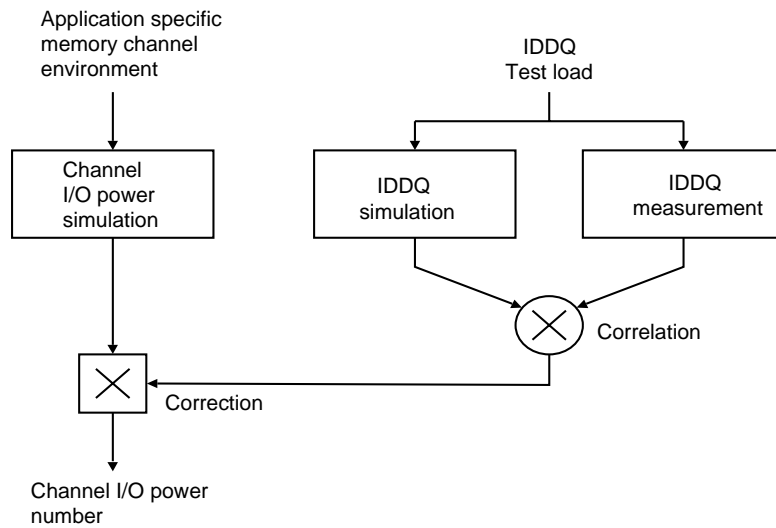 Application specific
memory channel
environment
IDDQ
Test load
Channel
I/O power
simulation
IDDQ
simulation
IDDQ
measurement
Correlation
Correction
Channel I/O power
number